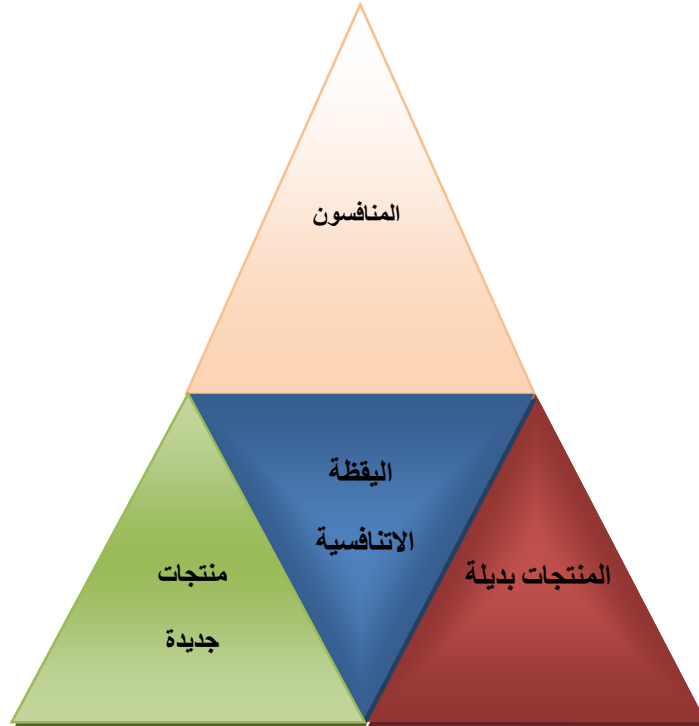 المنافسون
اليقظة
الاتنافسية
المنتجات بديلة
منتجات
جديدة